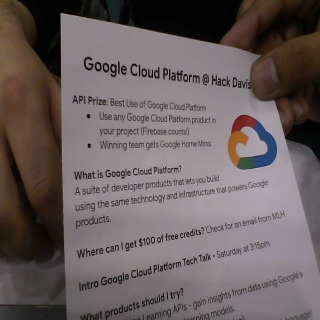 Google Cloud Platform @ Hack Davis
API Prize: Best Use of Google Cloud Platform
Use any Google Cloud Platform product in
your project (Firebase counts!)
Winning team gets Google Home Minis
What is Google Cloud Platform?
A suite of developer products that lets you build
using the same technology and infrastructure that powers Google
products.
Where can I get $100 of free credits? Check for an email from MLH
Intro Google Cloud Platform Tech Talk - Saturday at 3:15pm
What products should I try?
Learning APIs - gain insights from data using Google's
learning models.